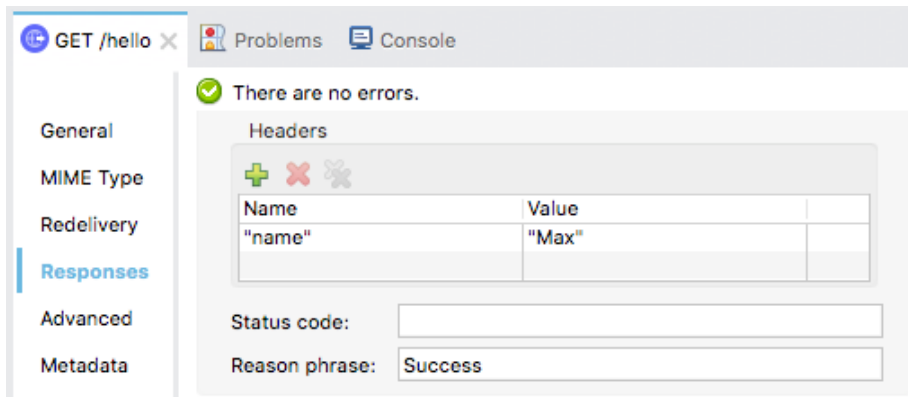 GET /hello Problems Console
There are no errors.
General
MIME Type
Redelivery
Responses
Advanced
Metadata
Headers
Name Value
"name" "Max"
Status code:
Reason phrase: Success